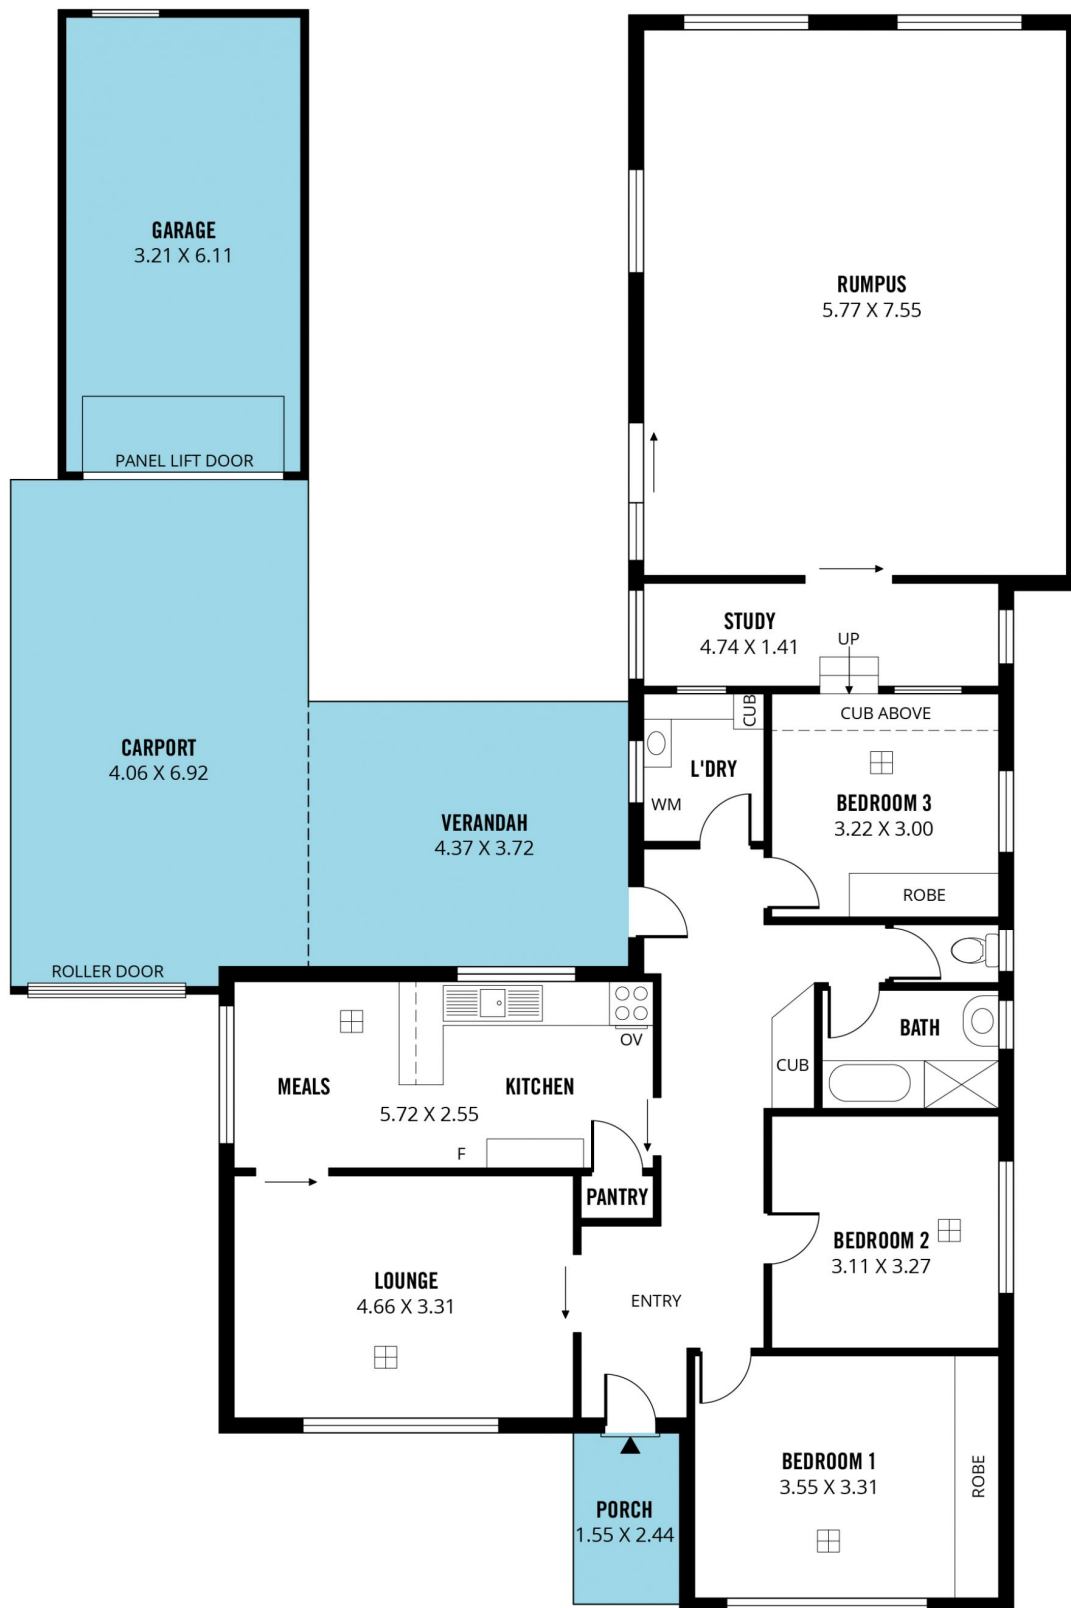 GARAGE
3.21 X 6.11
PANEL LIFT DOOR
RUMPUS
5.77 X 7.55
STUDY
4.74 X 1.41
UP
CUB
CUB ABOVE
L'DRY
WM
BEDROOM 3
3.22 X 3.00
ROBE
CARPORT
4.06 X 6.92
VERANDAH
4.37 X 3.72
ROLLER DOOR
OV
BATH
CUB
MEALS
KITCHEN
5.72 X 2.55
F
PANTRY
BEDROOM 2
3.11 X 3.27
LOUNGE
4.66 X 3.31
ENTRY
BEDROOM 1
3.55 X 3.31
ROBE
PORCH
1.55 X 2.44